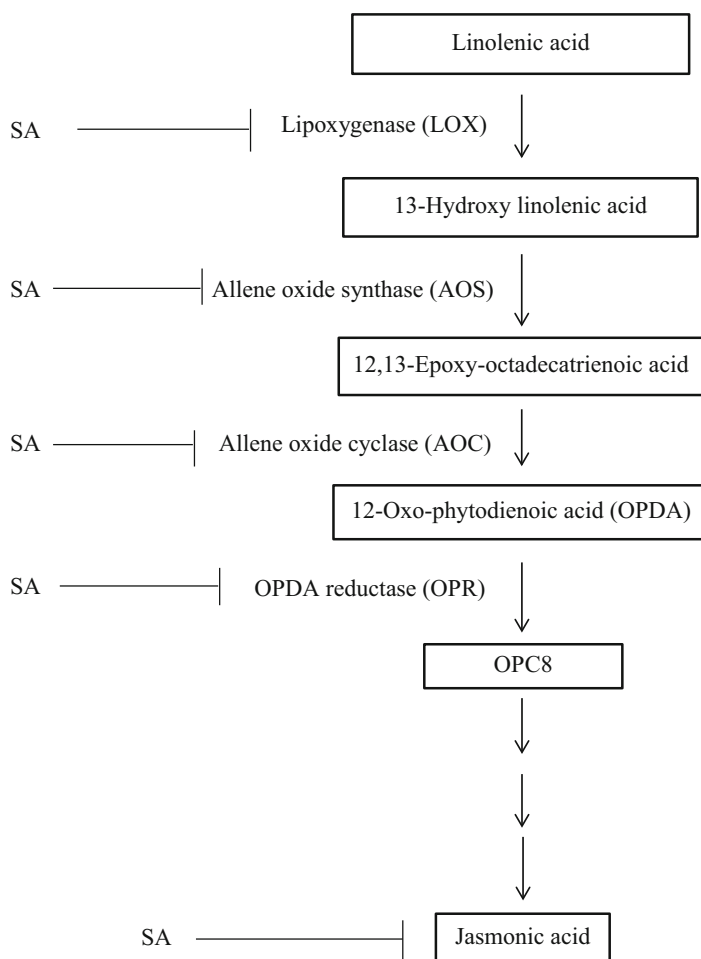 Linolenic acid
SA Lipoxygenase (LOX)
13-Hydroxy linolenic acid
SA Allene oxide synthase (AOS)
12,13-Epoxy-octadecatrienoic acid
SA Allene oxide cyclase (AOC)
12-Oxo-phytodienoic acid (OPDA)
SA OPDA reductase (OPR)
OPC8
SA Jasmonic acid